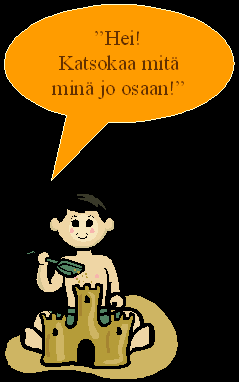 ”Hei!
Katsokaa mitä
minä jo osaan!”